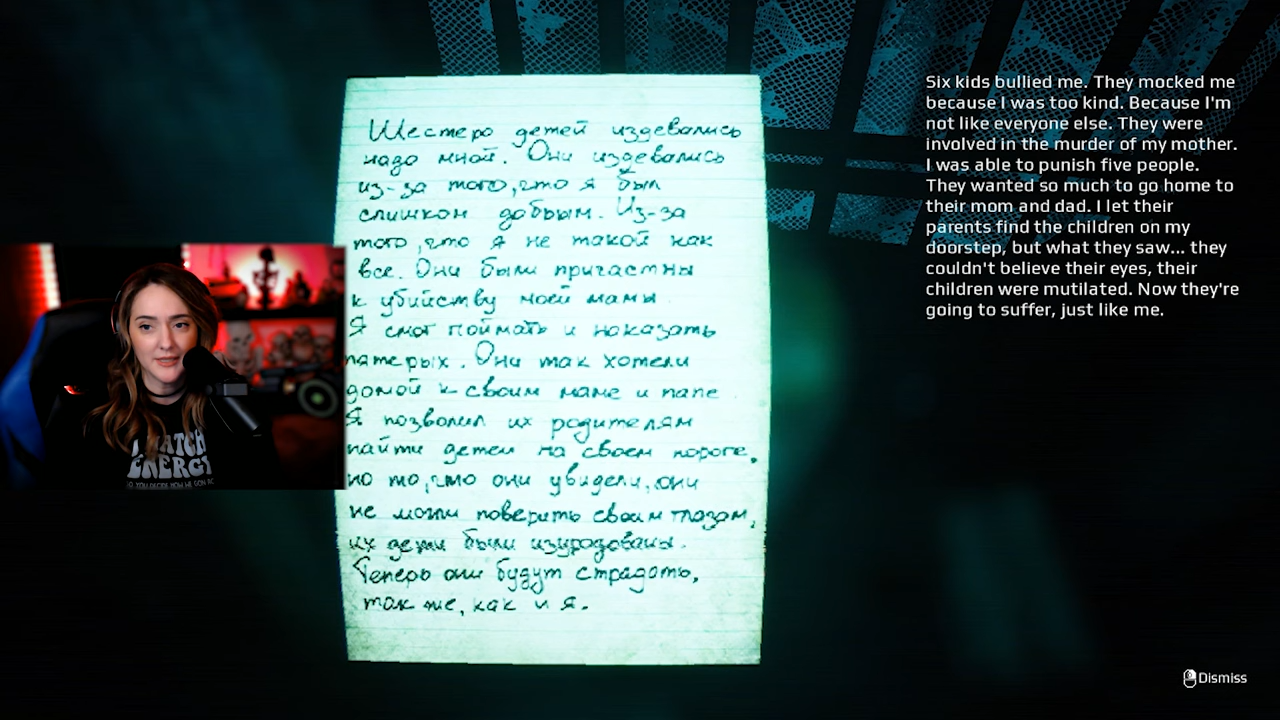 Шестеро детей издевались
надо мной. Они издевались
из-за того, что я был
слишком добрым. Из-за
того, что я не такой как
все. Они были причастны
к убийству моей мамы
Я смог поймать и наказать
пятерых. Они так хотели
домой к своим маме и папе
Я позволил их родителям
найти детей на своем пороге,
но то, что они увидели, они
не могли поверить своим глазам,
их дети были изуродованы.
Теперь они будут страдать,
так же, как и я.
Six kids bullied me. They mocked me
because I was too kind. Because I'm
not like everyone else. They were
involved in the murder of my mother.
I was able to punish five people.
They wanted so much to go home to
their mom and dad. I let their
parents find the children on my
doorstep, but what they saw... they
couldn't believe their eyes, their
children were mutilated. Now they're
going to suffer, just like me.
I MATCH
ENERGY
Dismiss